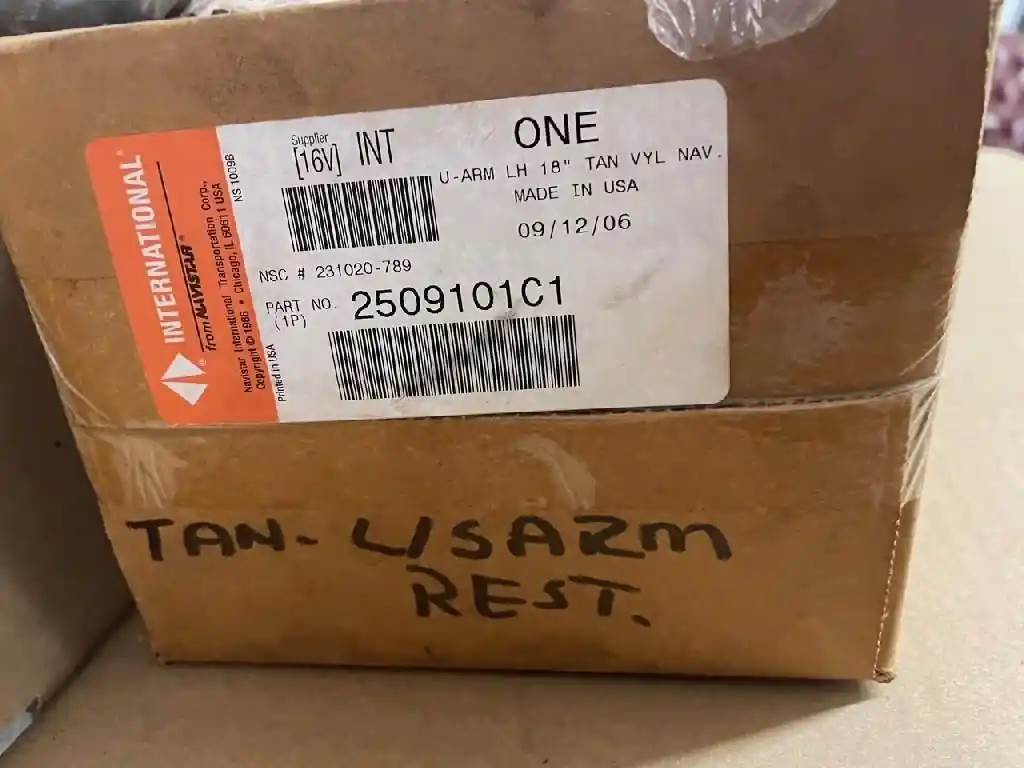 INTERNATIONAL®
from NAVISTAR®
Navistar International Transportation Corp.,
Copyright © 1986 • Chicago, IL 60611 USA
NS 1009B
Printed in USA
Supplier
[16V] INT
ONE
U-ARM LH 18" TAN VYL NAV.
MADE IN USA
09/12/06
NSC # 231020-789
PART NO. 2509101C1
(1P)
TAN- L/SARM
REST.